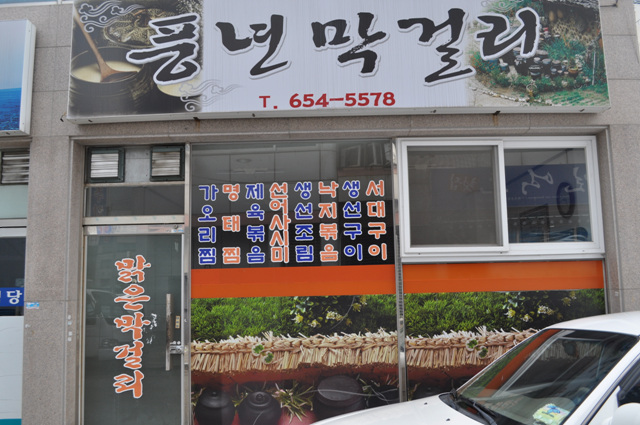 풍년막걸리
T. 654-5578
가오리찜
명태찜
제육볶음
선어사시미
생선조림
낙지볶음
생선구이
서대구이
맑은막걸리
당